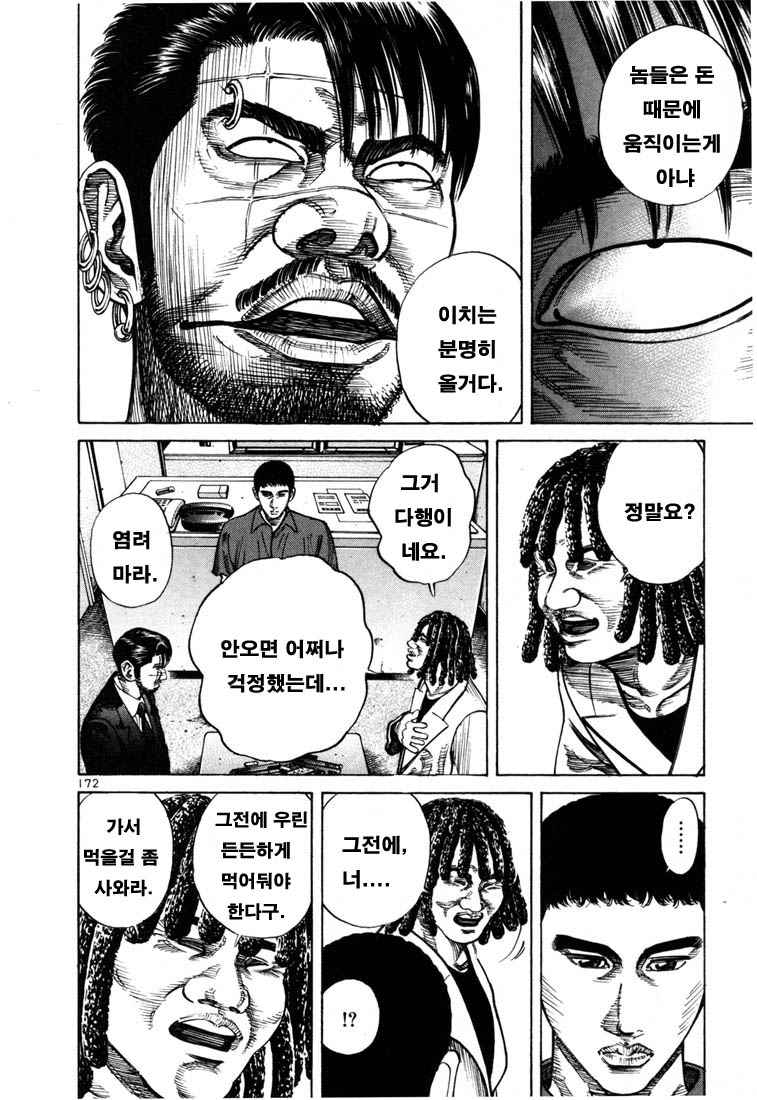 놈들은 돈
때문에
움직이는게
아냐
이치는
분명히
올거다.
정말요?
그거
다행이
네요.
안오면 어쩌나
걱정했는데...
염려
마라.
172
......
그전에,
너....
!?
그전에 우린
든든하게
먹어둬야
한다구.
가서
먹을걸 좀
사와라.